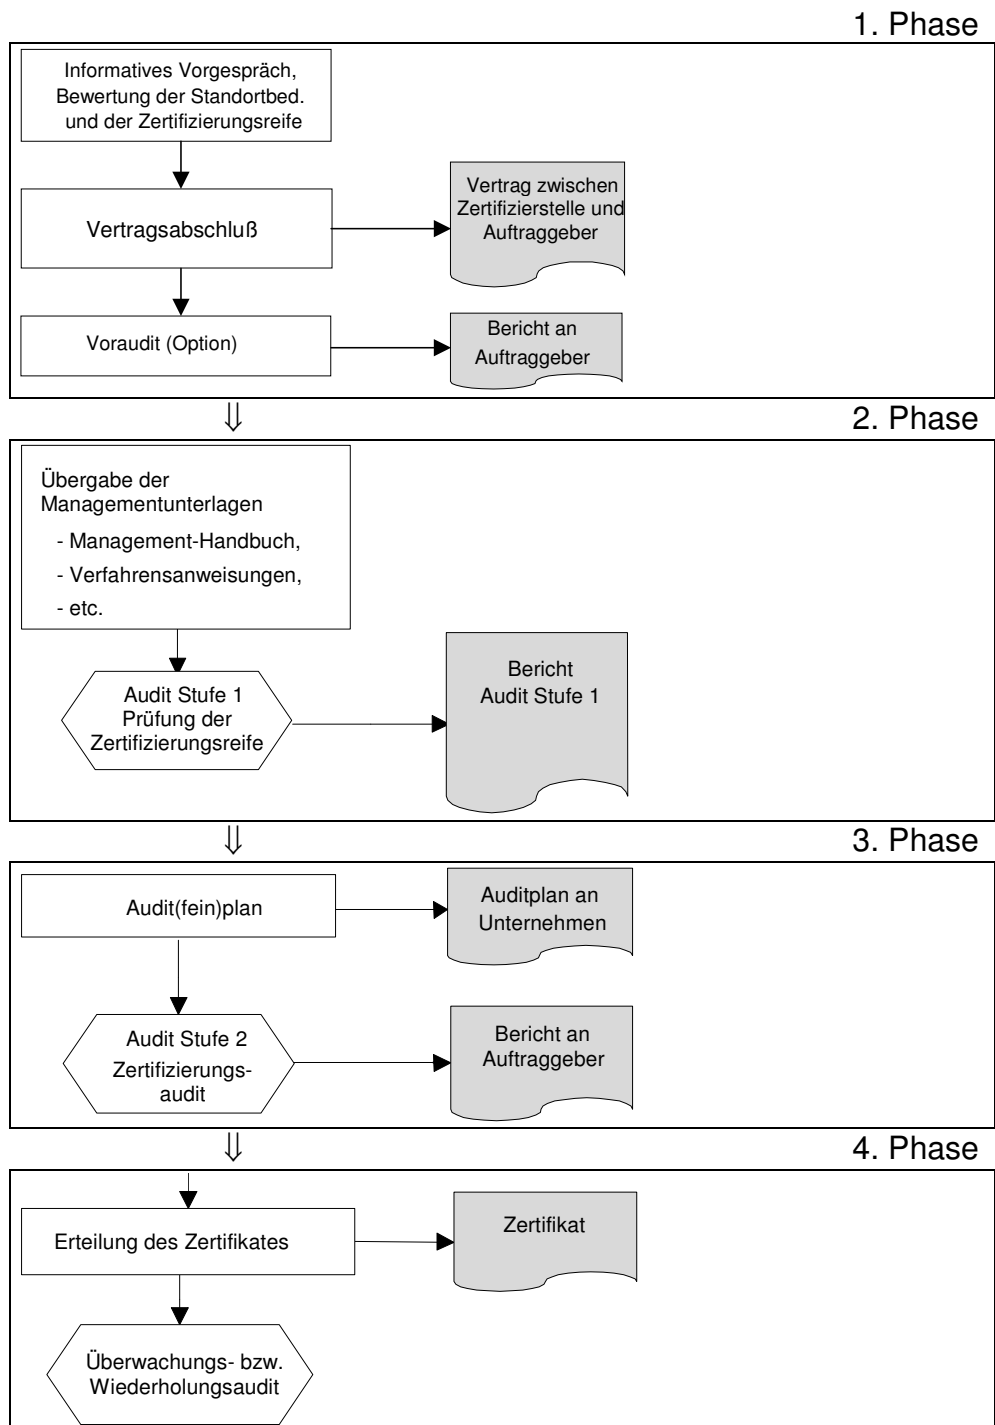 1. Phase
Informatives Vorgespräch,
Bewertung der Standortbed.
und der Zertifizierungsreife
Vertragsabschluß
Vertrag zwischen
Zertifizierstelle und
Auftraggeber
Voraudit (Option)
Bericht an
Auftraggeber
2. Phase
Übergabe der
Managementunterlagen
- Management-Handbuch,
- Verfahrensanweisungen,
- etc.
Audit Stufe 1
Prüfung der
Zertifizierungsreife
Bericht
Audit Stufe 1
3. Phase
Audit(fein)plan
Auditplan an
Unternehmen
Audit Stufe 2
Zertifizierungs-
audit
Bericht an
Auftraggeber
4. Phase
Erteilung des Zertifikates
Zertifikat
Überwachungs- bzw.
Wiederholungsaudit